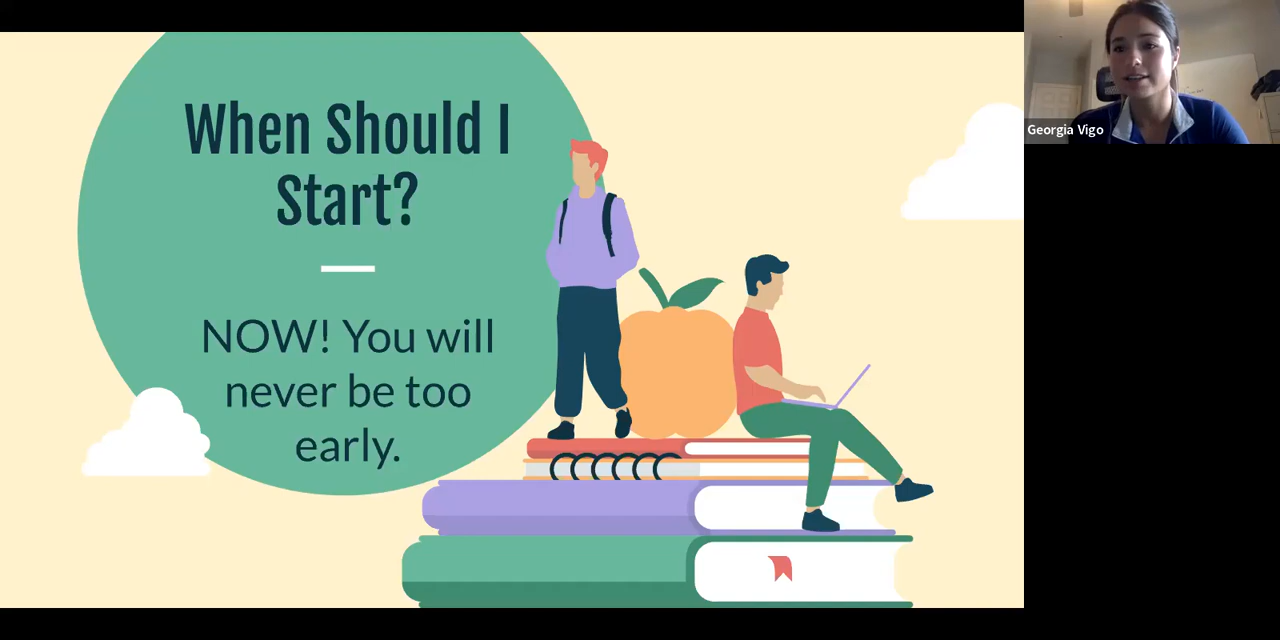 When Should I
Start?
NOW! You will
never be too
early.
Georgia Vigo